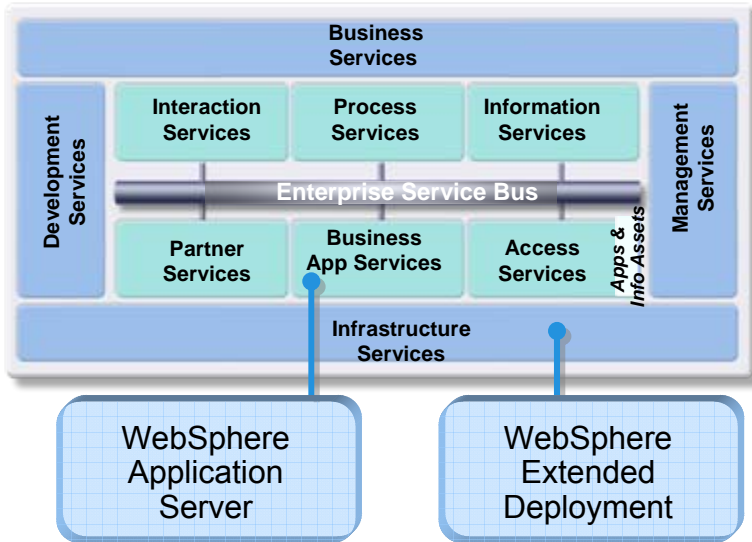 Business
Services
Development
Services
Interaction
Services
Process
Services
Information
Services
Management
Services
Enterprise Service Bus
Partner
Services
Business
App Services
Access
Services
Apps &
Info Assets
Infrastructure
Services
WebSphere
Application
Server
WebSphere
Extended
Deployment